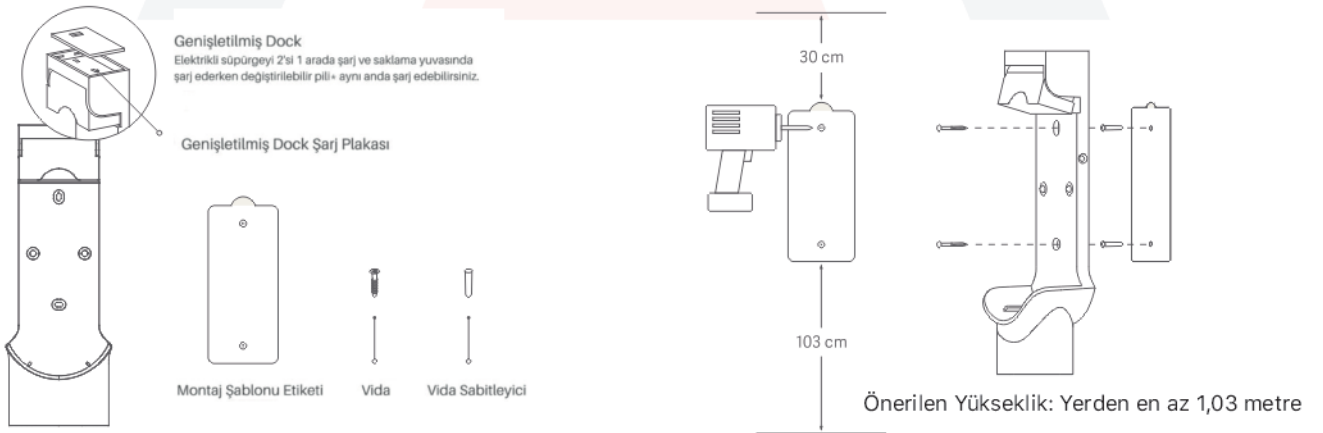 Genişletilmiş Dock
Elektrikli süpürgeyi 2'si 1 arada şarj ve saklama yuvasında
şarj ederken değiştirilebilir pili+ aynı anda şarj edebilirsiniz.
Genişletilmiş Dock Şarj Plakası
Montaj Şablonu Etiketi
Vida
Vida Sabitleyici
30 cm
103 cm
Önerilen Yükseklik: Yerden en az 1,03 metre